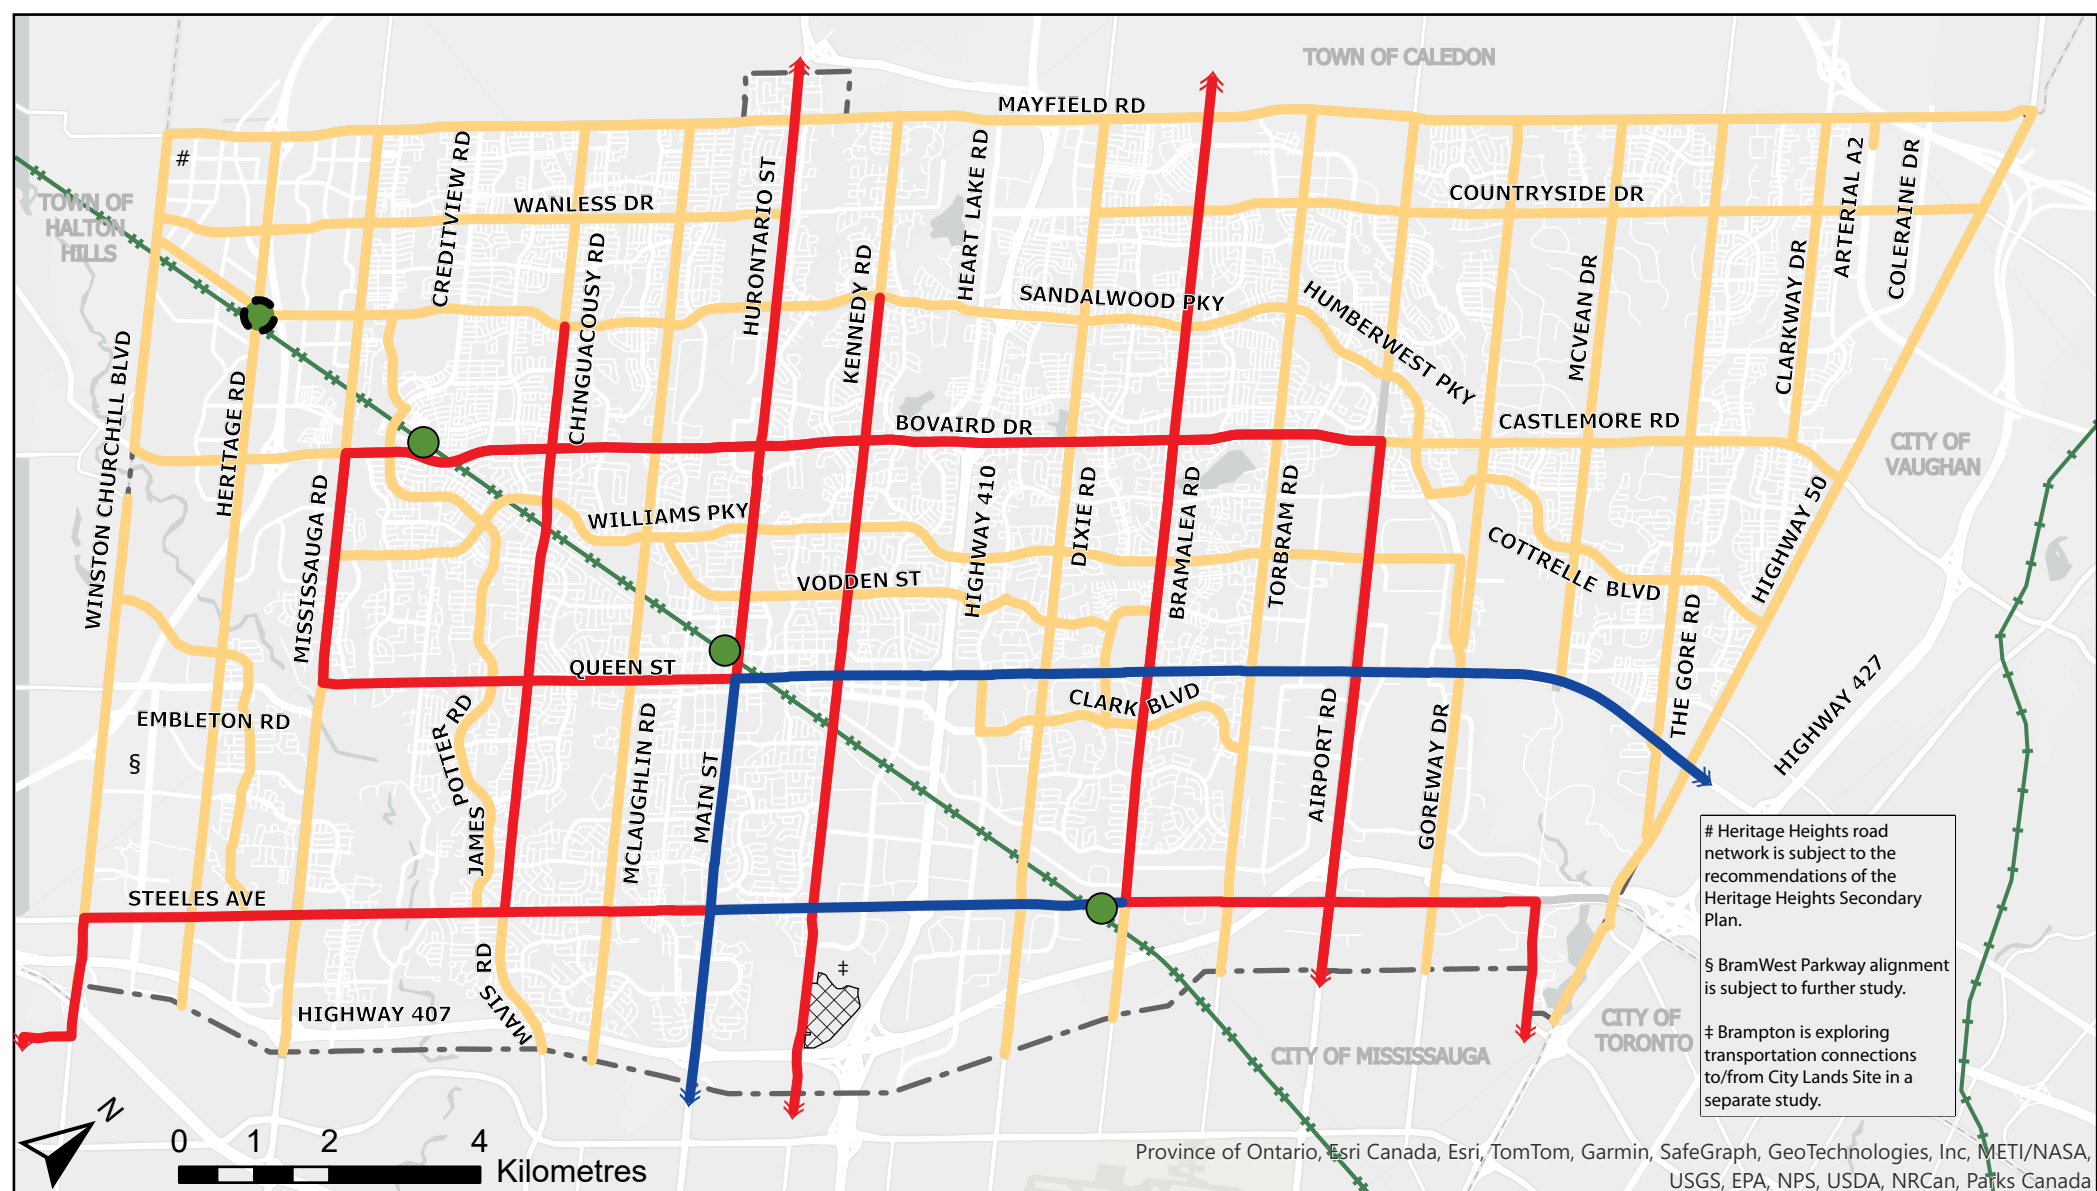 TOWN OF CALEDON
MAYFIELD RD
#
TOWN OF
HALTON
HILLS
WANLESS DR
COUNTRYSIDE DR
CREDITVIEW RD
CHINGUACOUSY RD
HURONTARIO ST
KENNEDY RD
HEART LAKE RD
SANDALWOOD PKY
HUMBERWEST PKY
MCVEAN DR
CLARKWAY DR
ARTERIAL A2
COLERAINE DR
WINSTON CHURCHILL BLVD
HERITAGE RD
MISSISSAUGA RD
BOVAIRD DR
CASTLEMORE RD
CITY OF
VAUGHAN
WILLIAMS PKY
VODDEN ST
HIGHWAY 410
DIXIE RD
BRAMALEA RD
TORBRAM RD
COTTRELLE BLVD
HIGHWAY 50
THE GORE RD
HIGHWAY 427
QUEEN ST
CLARK BLVD
EMBLETON RD
§
JAMES POTTER RD
MCLAUGHLIN RD
MAIN ST
AIRPORT RD
GOREWAY DR
STEELES AVE
MAVIS RD
HIGHWAY 407
‡
CITY OF MISSISSAUGA
CITY OF
TORONTO
# Heritage Heights road
network is subject to the
recommendations of the
Heritage Heights Secondary
Plan.
§ BramWest Parkway alignment
is subject to further study.
‡ Brampton is exploring
transportation connections
to/from City Lands Site in a
separate study.
N
0 1 2 4
Kilometres
Province of Ontario, Esri Canada, Esri, TomTom, Garmin, SafeGraph, GeoTechnologies, Inc, METI/NASA,
USGS, EPA, NPS, USDA, NRCan, Parks Canada